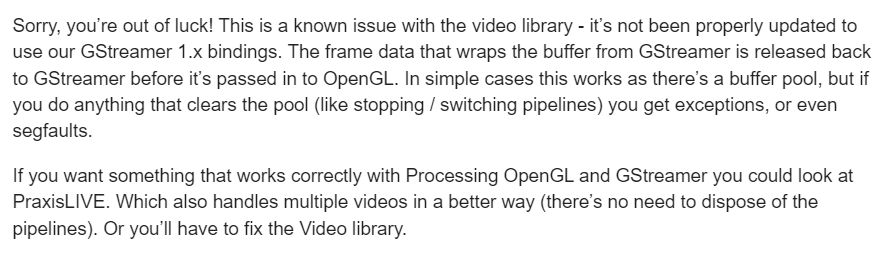 Sorry, you’re out of luck! This is a known issue with the video library - it’s not been properly updated to
use our GStreamer 1.x bindings. The frame data that wraps the buffer from GStreamer is released back
to GStreamer before it’s passed in to OpenGL. In simple cases this works as there’s a buffer pool, but if
you do anything that clears the pool (like stopping / switching pipelines) you get exceptions, or even
segfaults.
If you want something that works correctly with Processing OpenGL and GStreamer you could look at
PraxisLIVE. Which also handles multiple videos in a better way (there’s no need to dispose of the
pipelines). Or you’ll have to fix the Video library.